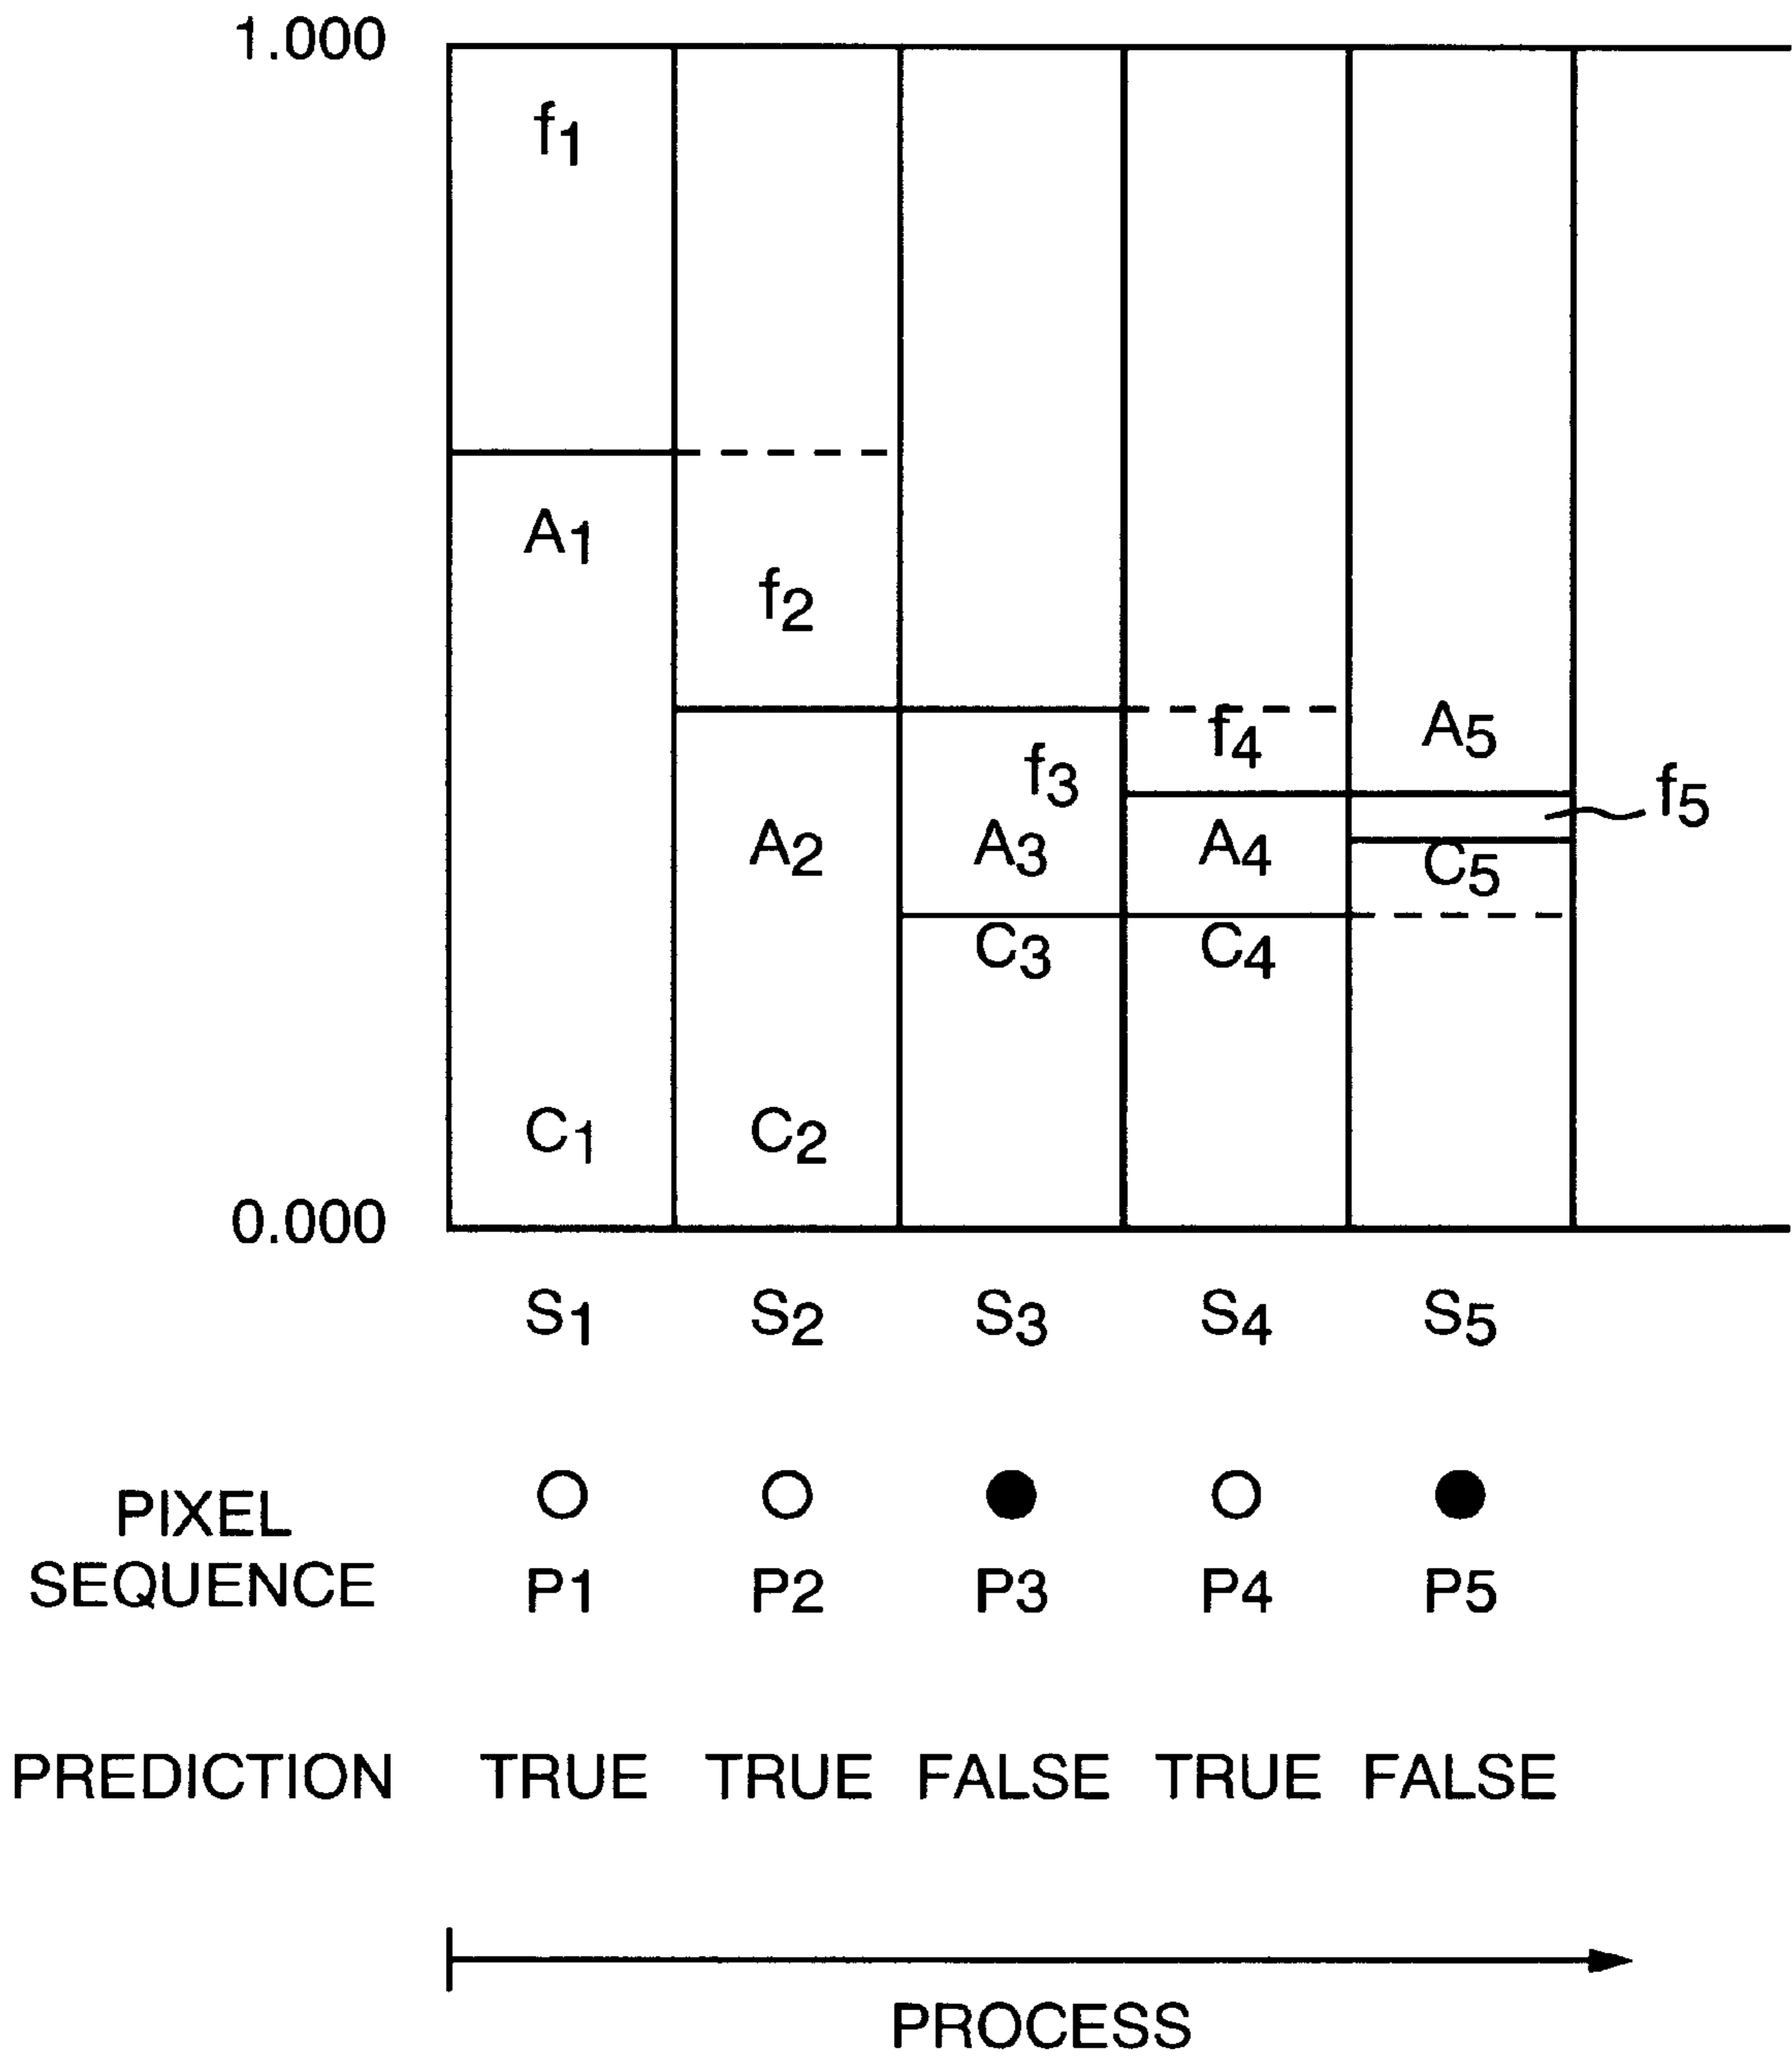 1.000
f1
A1
f2
f4
A5
f3
f5
A2
A3
A4
C5
C3
C4
C1
C2
0.000
S1 S2 S3 S4 S5
PIXEL
SEQUENCE
P1 P2 P3 P4 P5
PREDICTION TRUE TRUE FALSE TRUE FALSE
PROCESS